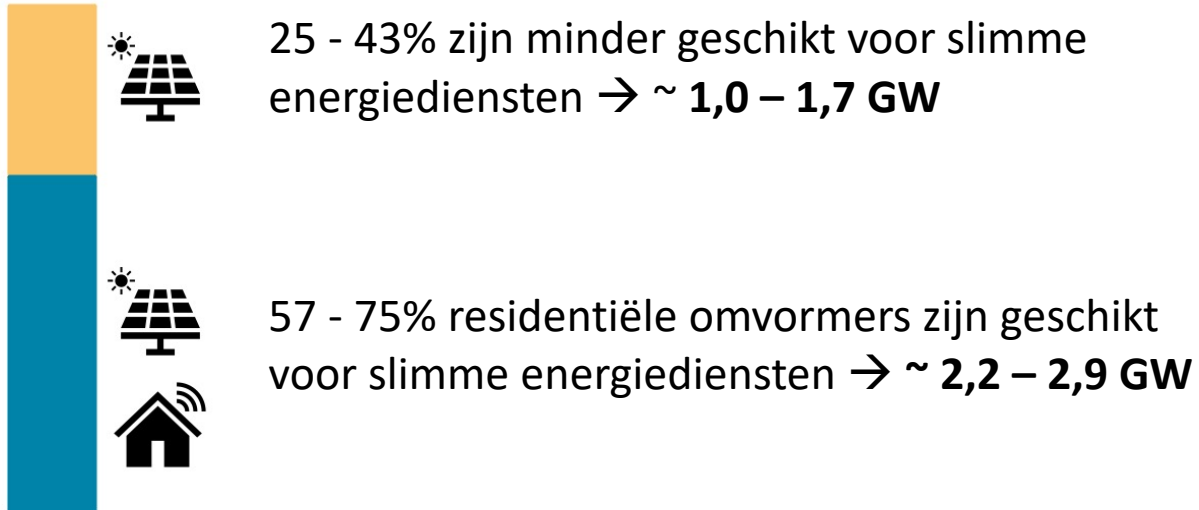 25 - 43% zijn minder geschikt voor slimme
energiediensten → ~ 1,0 – 1,7 GW
57 - 75% residentiële omvormers zijn geschikt
voor slimme energiediensten → ~ 2,2 – 2,9 GW